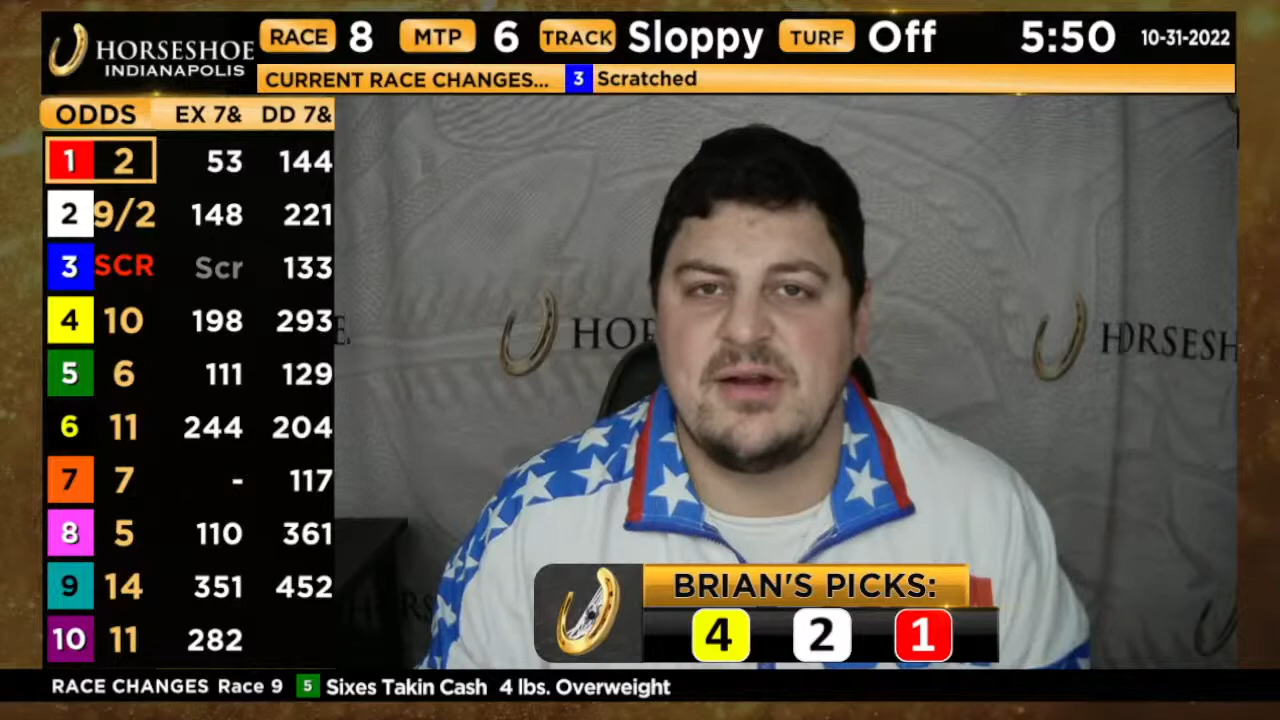 HORSESHOE
INDIANAPOLIS
RACE 8 MTP 6 TRACK Sloppy TURF Off 5:50 10-31-2022
CURRENT RACE CHANGES... 3 Scratched
ODDS EX 7& DD 7&
1 2 53 144
2 9/2 148 221
3 SCR Scr 133
4 10 198 293
5 6 111 129
6 11 244 204
7 7 - 117
8 5 110 361
9 14 351 452
10 11 282
HOR
HORSESH
BRIAN'S PICKS:
4 2 1
RACE CHANGES Race 9 5 Sixes Takin Cash 4 lbs. Overweight